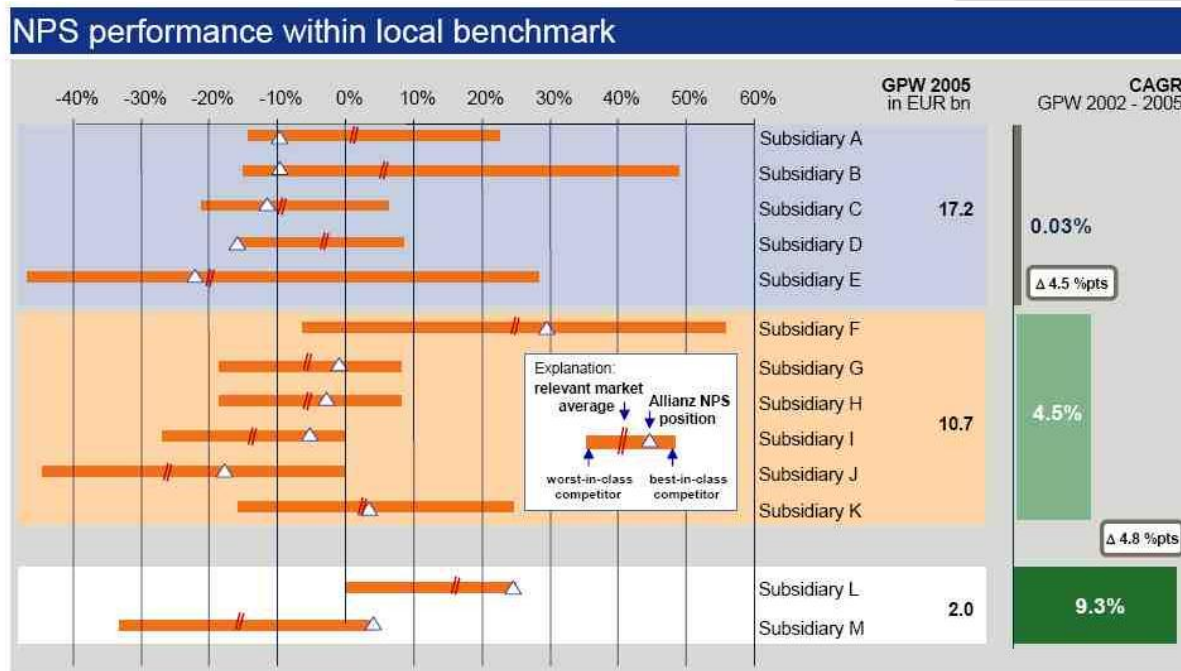 NPS performance within local benchmark
GPW 2005 CAGR
in EUR bn GPW 2002 - 2005
-40% -30% -20% -10% 0% 10% 20% 30% 40% 50% 60%
Subsidiary A
Subsidiary B
Subsidiary C 17.2
0.03%
Subsidiary D
Subsidiary E Δ 4.5 %pts
Subsidiary F
Explanation:
relevant market
average
Allianz NPS
position
worst-in-class
competitor
best-in-class
competitor
Subsidiary G
Subsidiary H
10.7 4.5%
Subsidiary I
Subsidiary J
Subsidiary K
Δ 4.8 %pts
Subsidiary L
2.0 9.3%
Subsidiary M